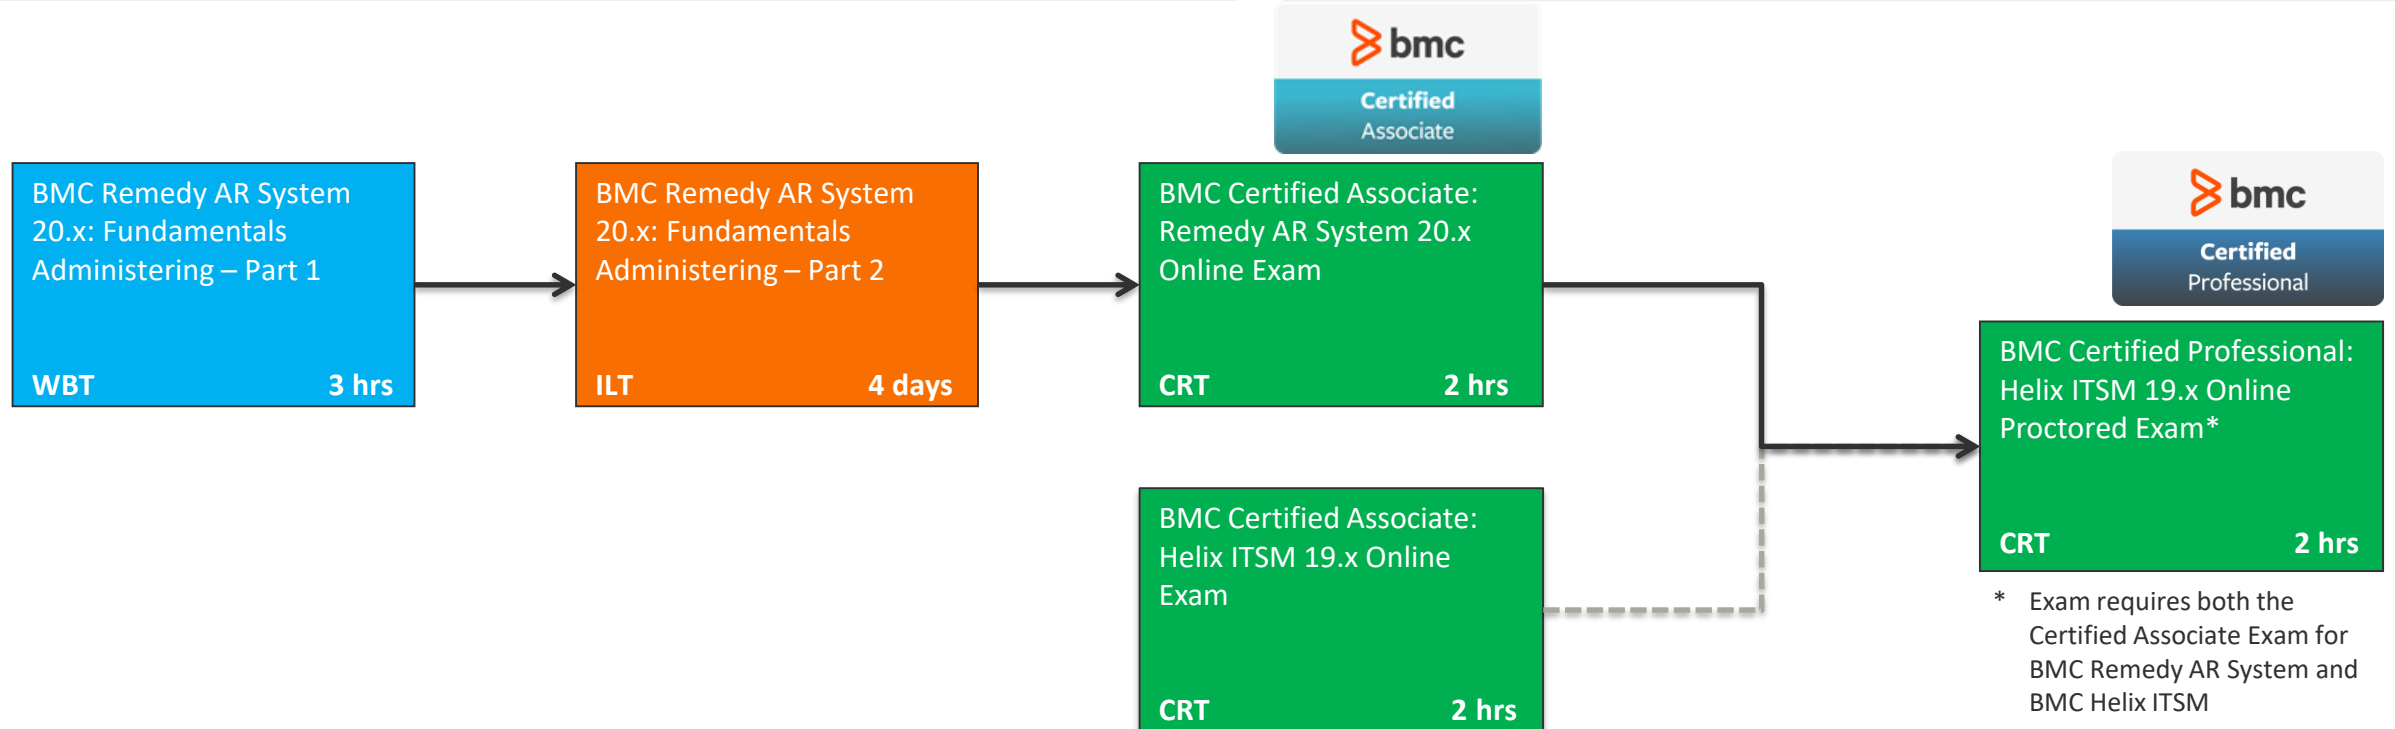 bmc
Certified
Associate
BMC Remedy AR System
20.x: Fundamentals
Administering – Part 1
WBT 3 hrs
BMC Remedy AR System
20.x: Fundamentals
Administering – Part 2
ILT 4 days
BMC Certified Associate:
Remedy AR System 20.x
Online Exam
CRT 2 hrs
bmc
Certified
Professional
BMC Certified Professional:
Helix ITSM 19.x Online
Proctored Exam*
CRT 2 hrs
BMC Certified Associate:
Helix ITSM 19.x Online
Exam
CRT 2 hrs
* Exam requires both the
Certified Associate Exam for
BMC Remedy AR System and
BMC Helix ITSM